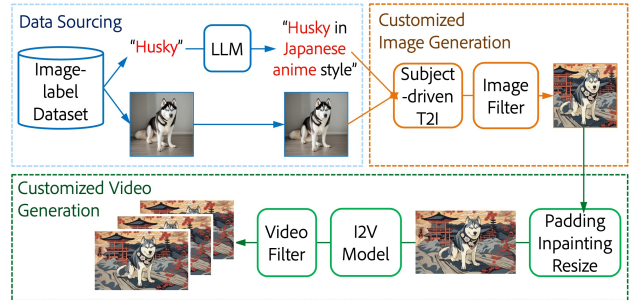 Data Sourcing
Image-
label
Dataset
“Husky”
LLM
“Husky in
Japanese
anime style”
Customized
Image Generation
Subject
-driven
T2I
Image
Filter
Customized Video
Generation
Video
Filter
I2V
Model
Padding
Inpainting
Resize